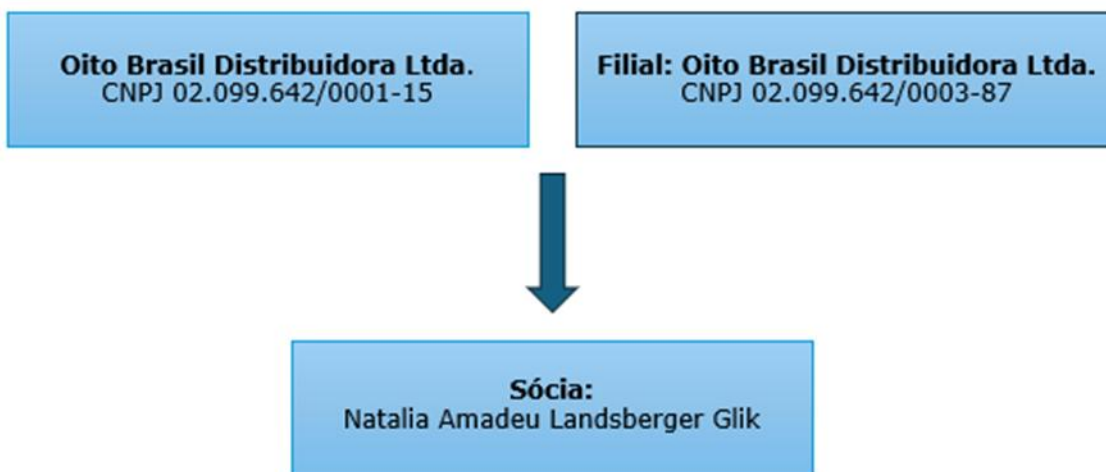 Oito Brasil Distribuidora Ltda.
CNPJ 02.099.642/0001-15
Filial: Oito Brasil Distribuidora Ltda.
CNPJ 02.099.642/0003-87
Sócia:
Natalia Amadeu Landsberger Glik